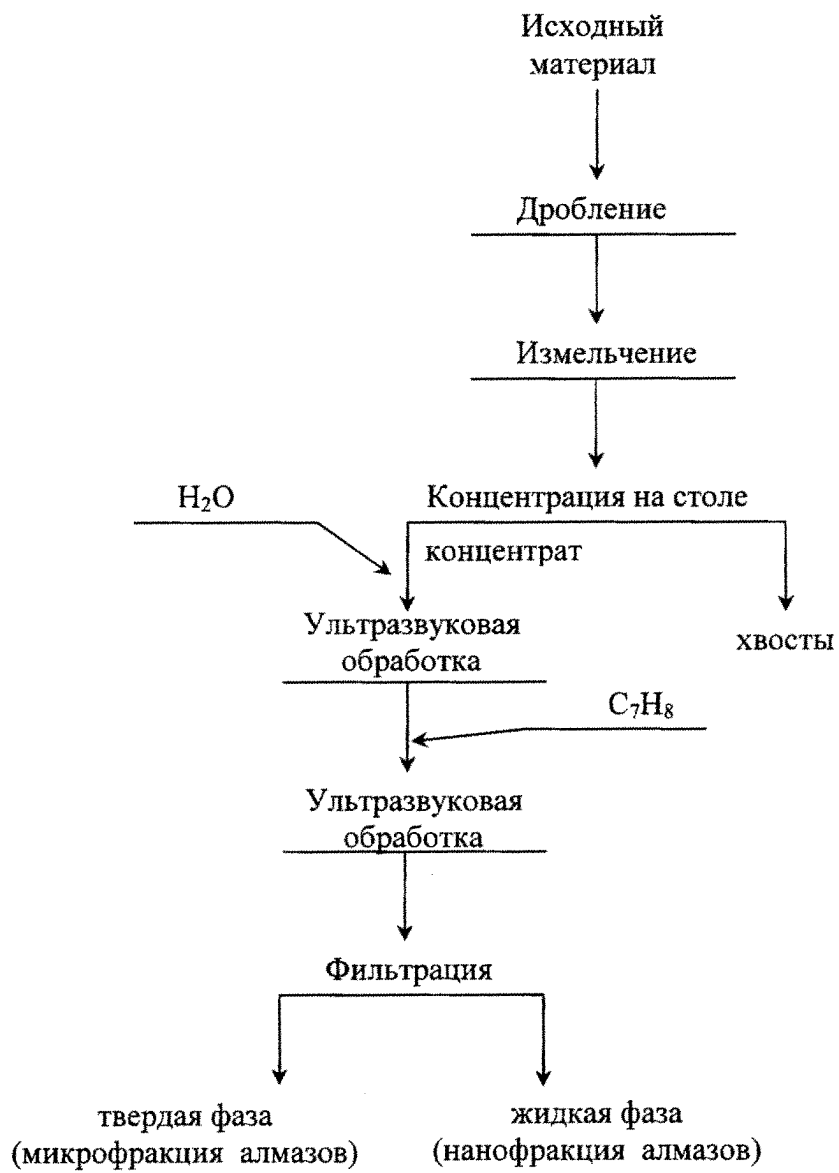 Исходный
материал
Дробление
Измельчение
H₂O
Концентрация на столе
концентрат
Ультразвуковая
обработка
хвосты
C₇H₈
Ультразвуковая
обработка
Фильтрация
твердая фаза
(микрофракция алмазов)
жидкая фаза
(нанофракция алмазов)